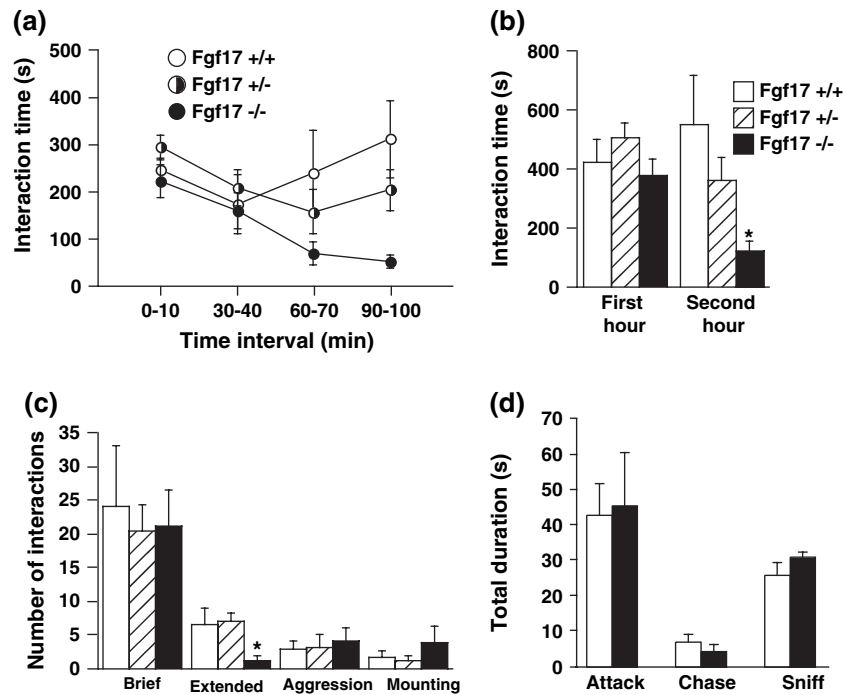 (a)
Interaction time (s)
500
400
300
200
100
0
Fgf17 +/+
Fgf17 +/-
Fgf17 -/-
0-10
30-40
60-70
90-100
Time interval (min)
(b)
Interaction time (s)
800
600
400
200
0
Fgf17 +/+
Fgf17 +/-
Fgf17 -/-
*
First hour
Second hour
(c)
Number of interactions
35
30
25
20
15
10
5
0
*
Brief
Extended
Aggression
Mounting
(d)
Total duration (s)
70
60
50
40
30
20
10
0
Attack
Chase
Sniff